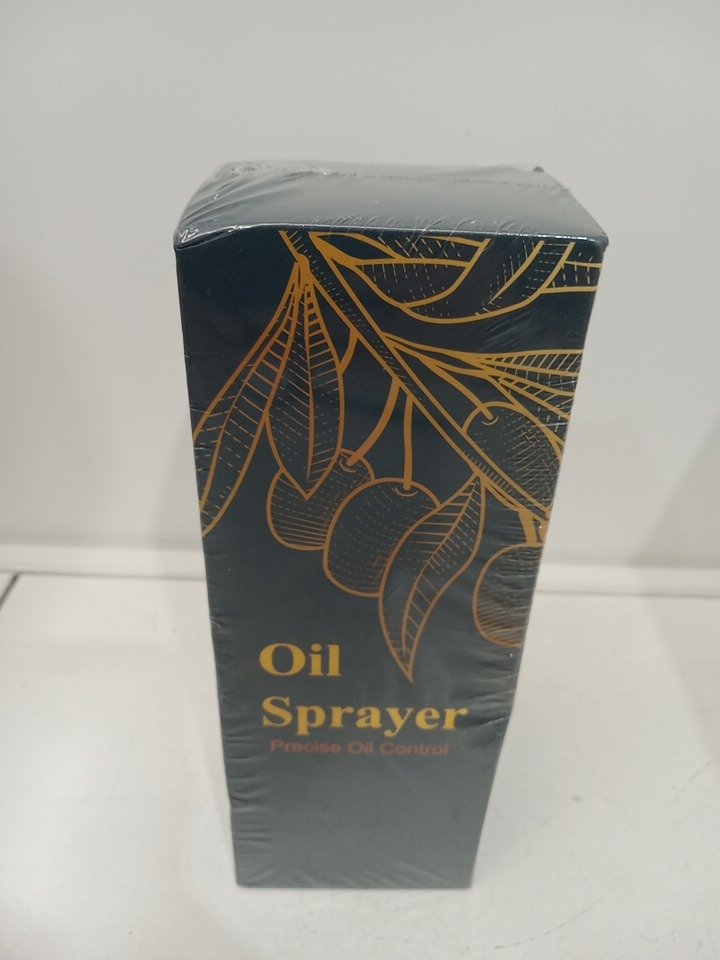 Oil
Sprayer
Precise Oil Control